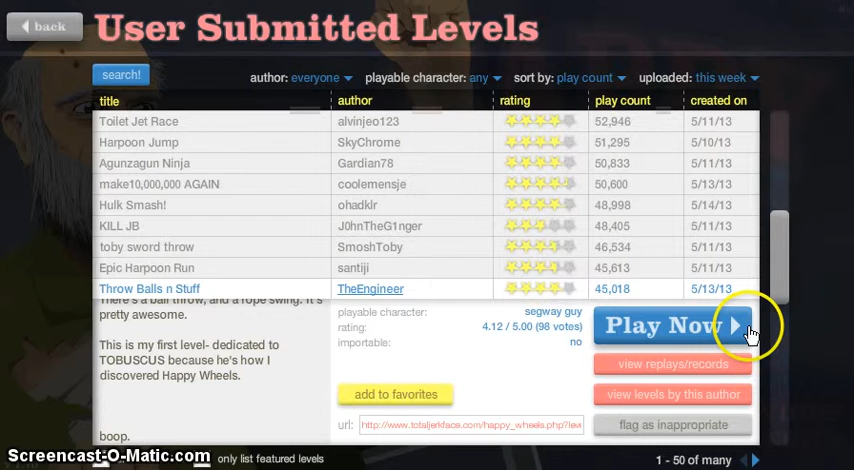 back
User Submitted Levels
search!
author: everyone playable character: any sort by: play count uploaded: this week
title author rating play count created on
Toilet Jet Race alvinjeo123 52,946 5/11/13
Harpoon Jump SkyChrome 51,295 5/10/13
Agunzagun Ninja Gardian78 50,833 5/11/13
make10,000,000 AGAIN coolemensje 50,600 5/13/13
Hulk Smash! ohadklr 48,998 5/14/13
KILL JB J0hnTheG1nger 48,405 5/11/13
toby sword throw SmoshToby 46,534 5/11/13
Epic Harpoon Run santiji 45,613 5/11/13
Throw Balls n Stuff TheEngineer 45,018 5/13/13
There's a ball throw, and a rope swing. It's
pretty awesome.
This is my first level- dedicated to
TOBUSCUS because he's how I
discovered Happy Wheels.
boop.
playable character: segway guy
rating: 4.12 / 5.00 (98 votes)
importable: no
add to favorites
url: http://www.totaljerkface.com/happy_wheels.php?leve
Play Now
view replays/records
view levels by this author
flag as inappropriate
Screencast-O-Matic.com
only list featured levels
1 - 50 of many